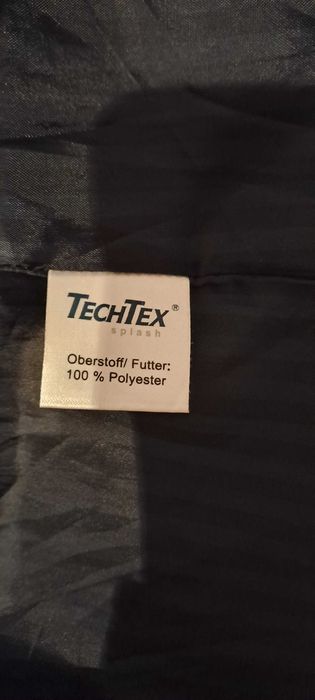 TECHTEX®
splash
Oberstoff/ Futter:
100 % Polyester